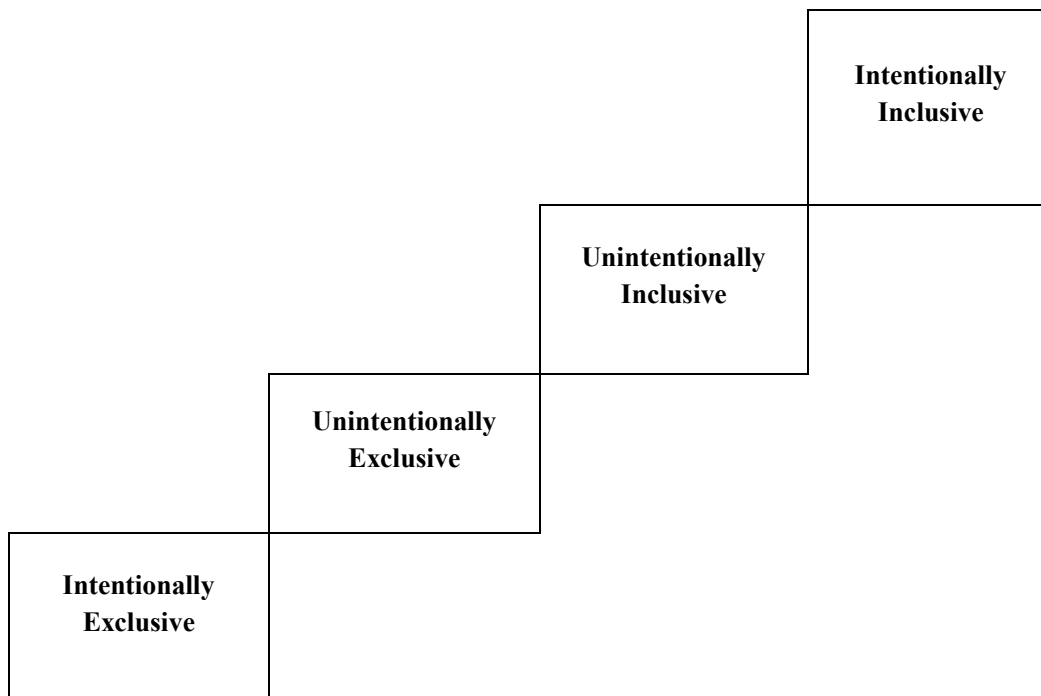 Intentionally
Inclusive
Unintentionally
Inclusive
Unintentionally
Exclusive
Intentionally
Exclusive